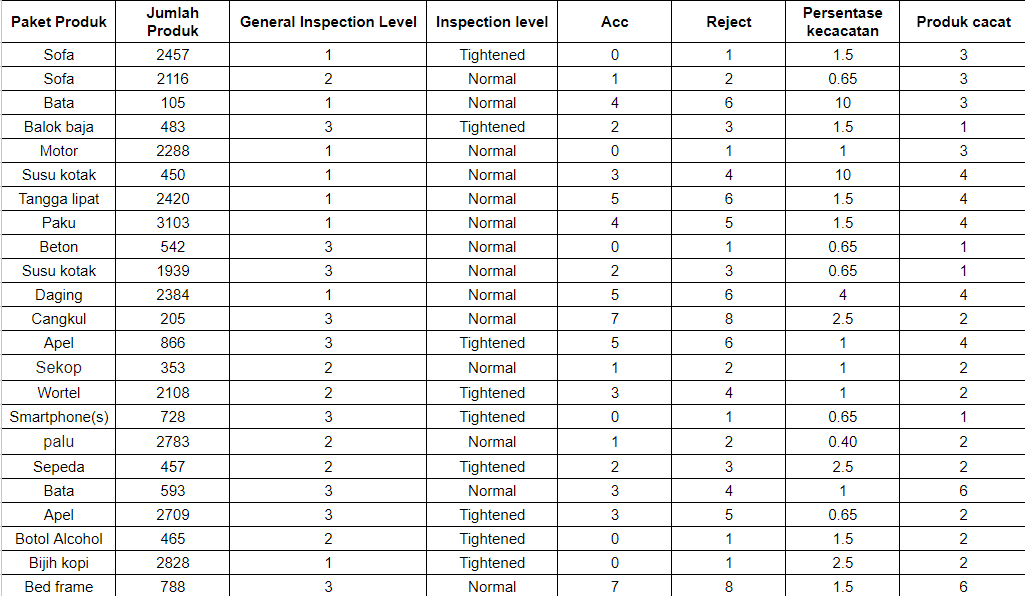 Paket Produk Jumlah Produk General Inspection Level Inspection level Acc Reject Persentase kecacatan Produk cacat
Sofa 2457 1 Tightened 0 1 1.5 3
Sofa 2116 2 Normal 1 2 0.65 3
Bata 105 1 Normal 4 6 10 3
Balok baja 483 3 Tightened 2 3 1.5 1
Motor 2288 1 Normal 0 1 1 3
Susu kotak 450 1 Normal 3 4 10 4
Tangga lipat 2420 1 Normal 5 6 1.5 4
Paku 3103 1 Normal 4 5 1.5 4
Beton 542 3 Normal 0 1 0.65 1
Susu kotak 1939 3 Normal 2 3 0.65 1
Daging 2384 1 Normal 5 6 4 4
Cangkul 205 3 Normal 7 8 2.5 2
Apel 866 3 Tightened 5 6 1 4
Sekop 353 2 Normal 1 2 1 2
Wortel 2108 2 Tightened 3 4 1 2
Smartphone(s) 728 3 Tightened 0 1 0.65 1
palu 2783 2 Normal 1 2 0.40 2
Sepeda 457 2 Tightened 2 3 2.5 2
Bata 593 3 Normal 3 4 1 6
Apel 2709 3 Tightened 3 5 0.65 2
Botol Alcohol 465 2 Tightened 0 1 1.5 2
Bijih kopi 2828 1 Tightened 0 1 2.5 2
Bed frame 788 3 Normal 7 8 1.5 6